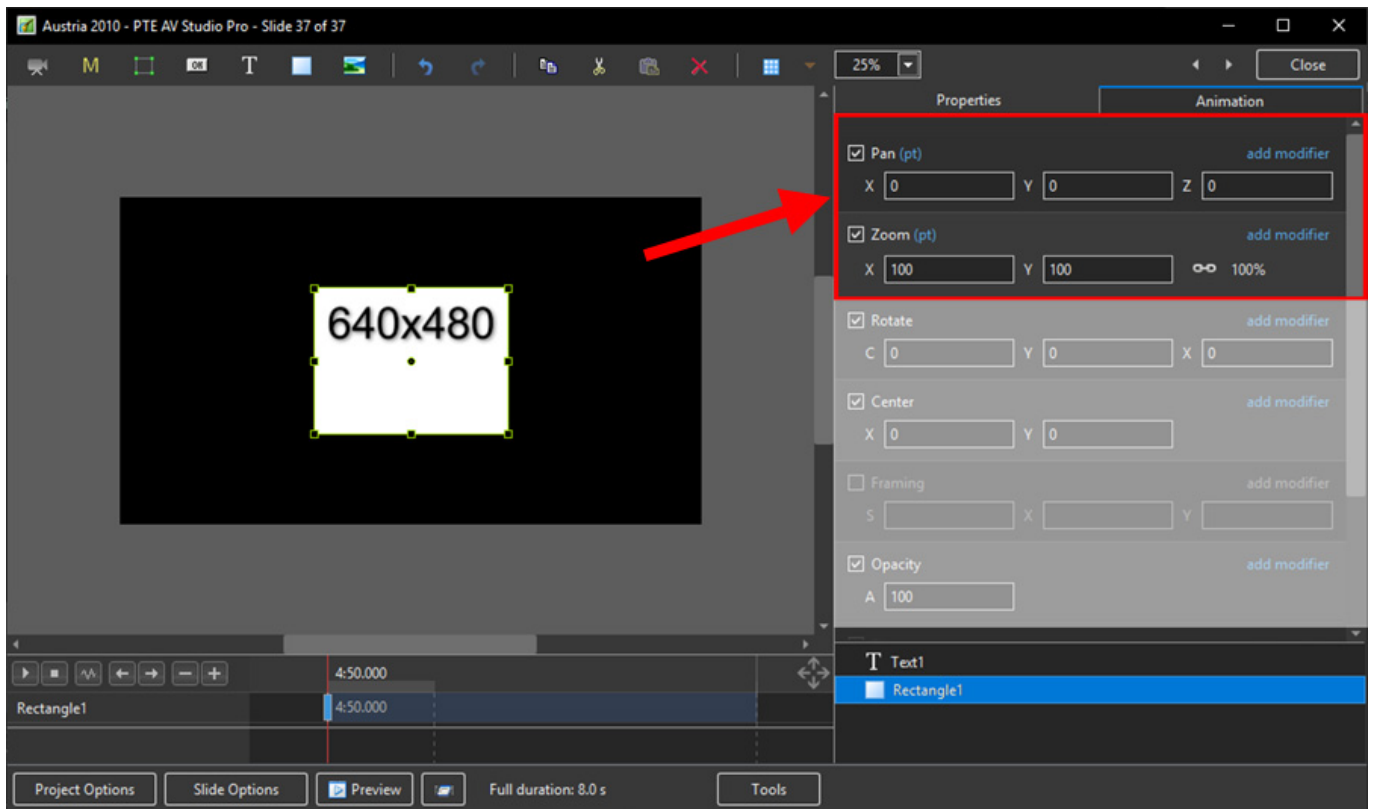 Austria 2010 - PTE AV Studio Pro - Slide 37 of 37
M OK T 25% Close
Properties Animation
Pan (pt) add modifier
X 0 Y 0 Z 0
Zoom (pt) add modifier
X 100 Y 100 100%
640x480
Rotate add modifier
C 0 Y 0 X 0
Center add modifier
X 0 Y 0
Framing add modifier
S X Y
Opacity add modifier
A 100
4:50.000
Rectangle1 4:50.000
T Text1
Rectangle1
Project Options Slide Options Preview Full duration: 8.0 s Tools